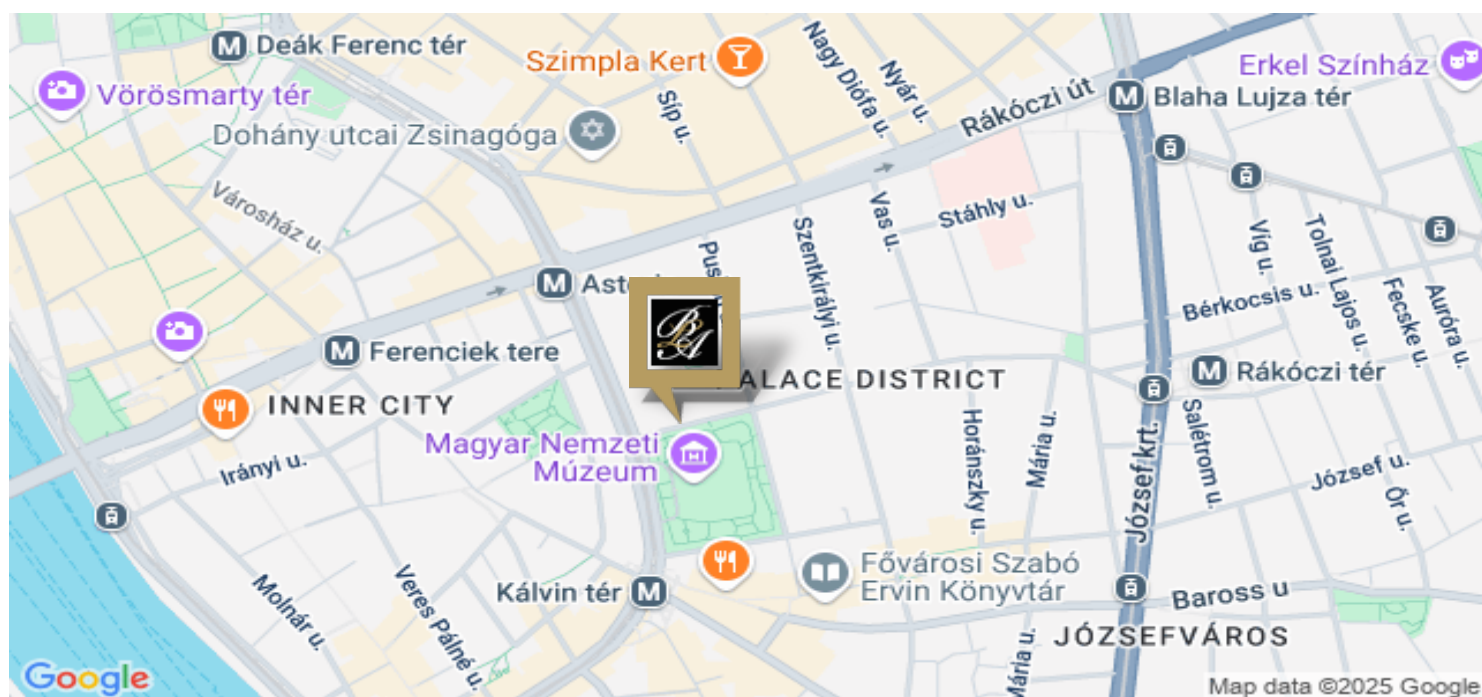 Deák Ferenc tér
Vörösmarty tér
Szimpla Kert
Dohány utcai Zsinagóga
Síp u.
Nagy Diófa u.
Nyár u.
Rákóczi út
Blaha Lujza tér
Erkel Színház
Városház u.
Vas u.
Stáhly u.
Szentkirályi u.
Víg u.
Tolnai Lajos u.
Fecske u.
Auróra u.
Bérkocsis u.
Ferenciek tere
PALACE DISTRICT
Rákóczi tér
INNER CITY
Magyar Nemzeti
Múzeum
Irányi u.
Horánszky u.
Mária u.
József krt.
Salétrom u.
József u.
Őr u.
Molnár u.
Veres Pálné u.
Kálvin tér
Fővárosi Szabó
Ervin Könyvtár
Baross u
JÓZSEFVÁROS
Mária u.
Google
Map data ©2025 Google